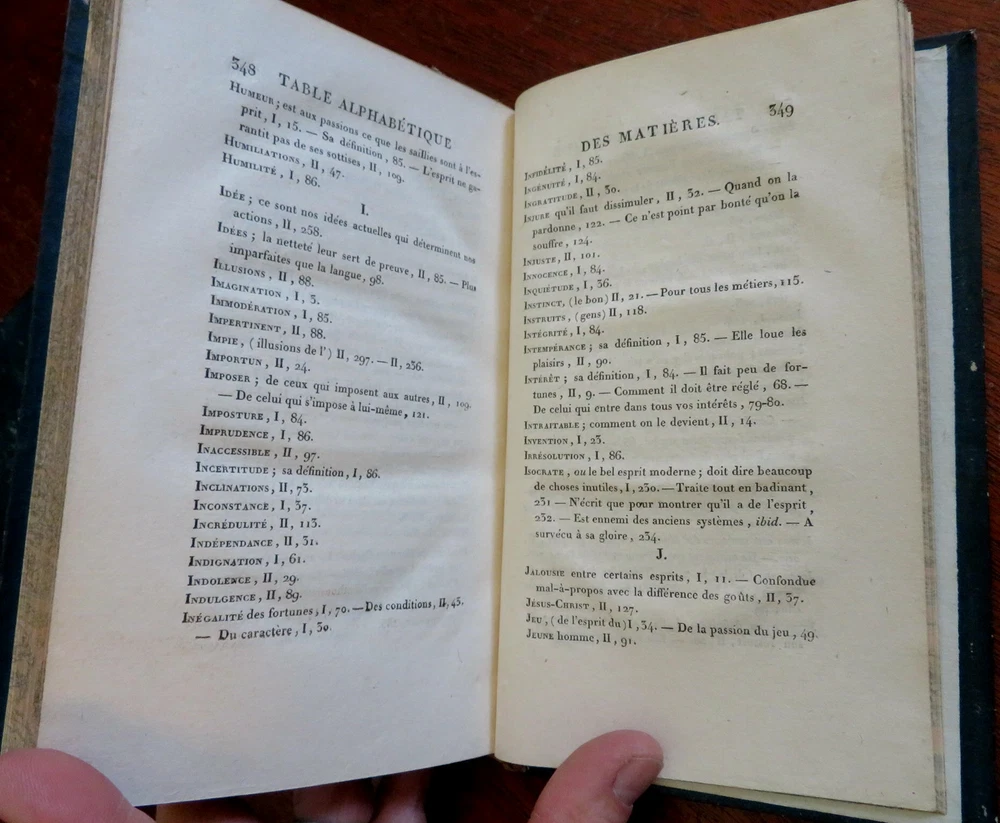 348 TABLE ALPHABÉTIQUE
HUMEUR ; est aux passions ce que les saillies sont à l'es-
prit, I, 15. — Sa définition, 85. — L'esprit ne ga-
rantit pas de ses sottises, II, 109.
HUMILIATIONS, II, 47.
HUMILITÉ, I, 86.
I.
IDÉE ; ce sont nos idées actuelles qui déterminent nos
actions, II, 258.
IDÉES ; la netteté leur sert de preuve, II, 85. — Plus
imparfaites que la langue, 98.
ILLUSIONS, II, 88.
IMAGINATION, I, 3.
IMMODÉRATION, I, 85.
IMPERTINENT, II, 88.
IMPIE, (illusions de l') II, 297. — II, 236.
IMPORTUN, II, 24.
IMPOSER ; de ceux qui imposent aux autres, II, 109.
— De celui qui s'impose à lui-même, 121.
IMPOSTURE, I, 84.
IMPRUDENCE, I, 86.
INACCESSIBLE, II, 97.
INCERTITUDE ; sa définition, I, 86.
INCLINATIONS, II, 73.
INCONSTANCE, I, 37.
INCRÉDULITÉ, II, 113.
INDÉPENDANCE, II, 31.
INDIGNATION, I, 61.
INDOLENCE, II, 29.
INDULGENCE, II, 89.
INÉGALITÉ des fortunes, I, 70. — Des conditions, II, 45.
— Du caractère, I, 30.
DES MATIÈRES. 349
INFIDÉLITÉ, I, 85.
INGÉNUITÉ, I, 84.
INGRATITUDE, II, 30.
INJURE qu'il faut dissimuler, II, 32. — Quand on la
pardonne, 122. — Ce n'est point par bonté qu'on la
souffre, 124.
INJUSTE, II, 101.
INNOCENCE, I, 84.
INQUIÉTUDE, I, 36.
INSTINCT, (le bon) II, 21. — Pour tous les métiers, 115.
INSTRUITS, (gens) II, 118.
INTÉGRITÉ, I, 84.
INTEMPÉRANCE ; sa définition, I, 85. — Elle loue les
plaisirs, II, 90.
INTÉRÊT ; sa définition, I, 84. — Il fait peu de for-
tunes, II, 9. — Comment il doit être réglé, 68. —
De celui qui entre dans tous vos intérêts, 79-80.
INTRAITABLE ; comment on le devient, II, 14.
INVENTION, I, 23.
IRRÉSOLUTION, I, 86.
ISOCRATE, ou le bel esprit moderne ; doit dire beaucoup
de choses inutiles, I, 230. — Traite tout en badinant,
231 — N'écrit que pour montrer qu'il a de l'esprit,
232. — Est ennemi des anciens systèmes, ibid. — A
survécu à sa gloire, 234.
J.
JALOUSIE entre certains esprits, I, 11. — Confondue
mal-à-propos avec la différence des goûts, II, 37.
JÉSUS-CHRIST, II, 127.
JEU, (de l'esprit du) I, 34. — De la passion du jeu, 49.
JEUNE homme, II, 91.